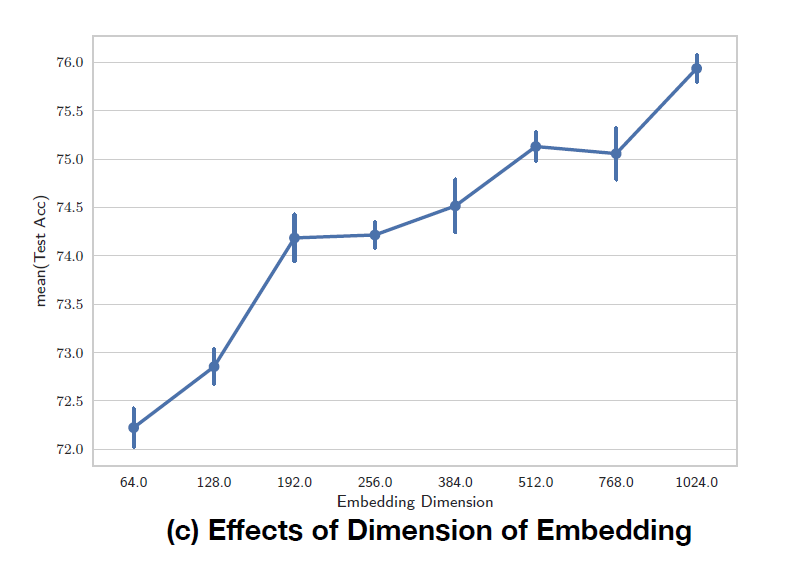 76.0
75.5
75.0
74.5
74.0
73.5
73.0
72.5
72.0
mean(Test Acc)
64.0 128.0 192.0 256.0 384.0 512.0 768.0 1024.0
Embedding Dimension
(c) Effects of Dimension of Embedding